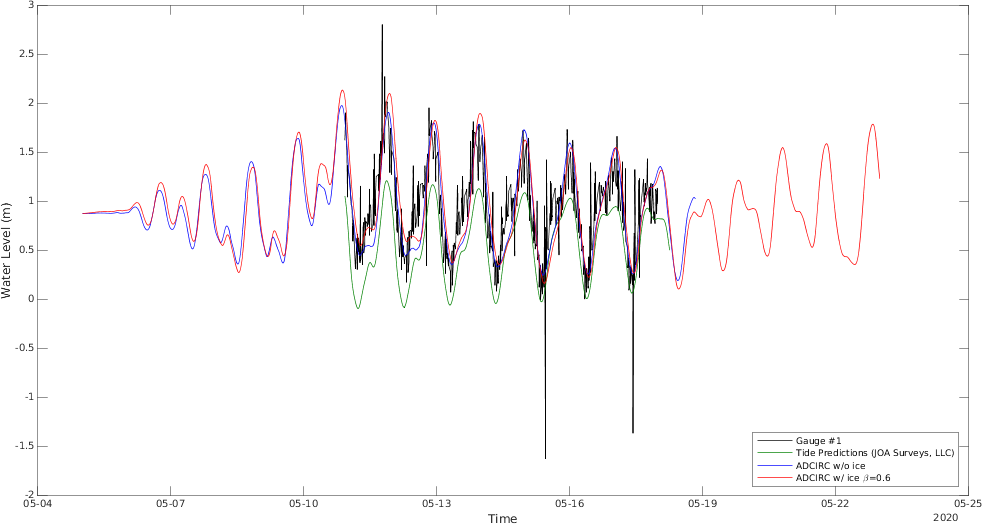 3
2.5
2
1.5
1
0.5
0
-0.5
-1
-1.5
-2
Water Level (m)
05-04 05-07 05-10 05-13 05-16 05-19 05-22 05-25
Time
2020
Gauge #1
Tide Predictions (JOA Surveys, LLC)
ADCIRC w/o ice
ADCIRC w/ ice β=0.6